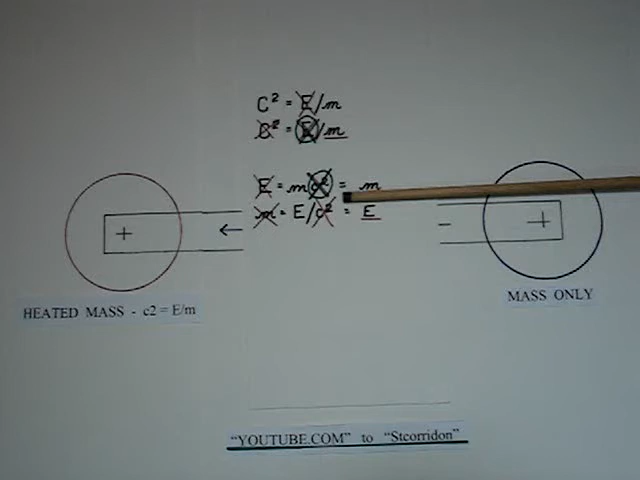 C² = E/m
C² = E/m
E = mc² = m
m = E/c² = E
+
←
−
+
HEATED MASS - c2 = E/m
MASS ONLY
"YOUTUBE.COM" to "Stcorridon"